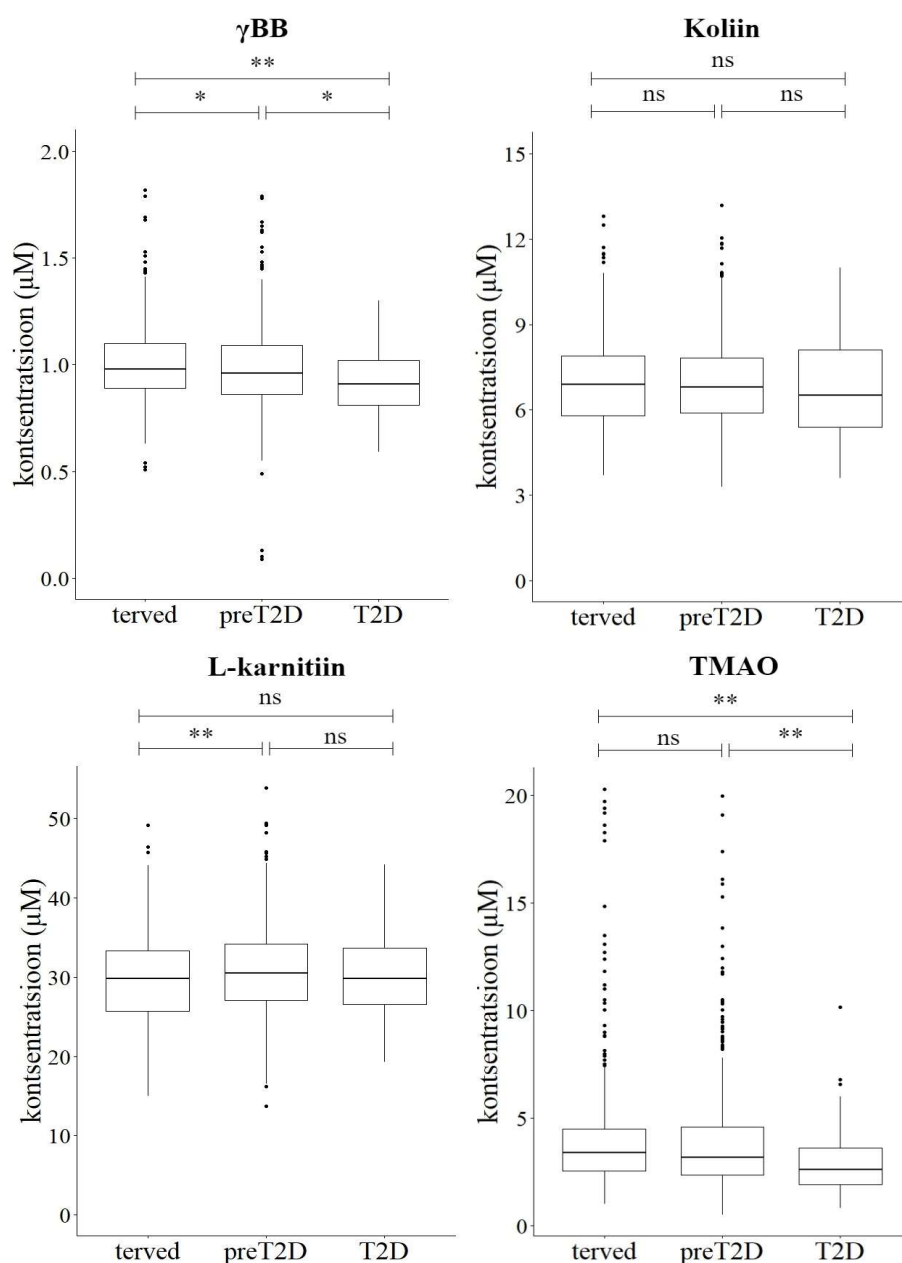 γBB
**
* *
kontsentratsioon (μM)
2.0
1.5
1.0
0.5
0.0
terved preT2D T2D
Koliin
ns
ns ns
kontsentratsioon (μM)
15
12
9
6
3
0
terved preT2D T2D
L-karnitiin
ns
** ns
kontsentratsioon (μM)
50
40
30
20
10
0
terved preT2D T2D
TMAO
**
ns **
kontsentratsioon (μM)
20
15
10
5
0
terved preT2D T2D